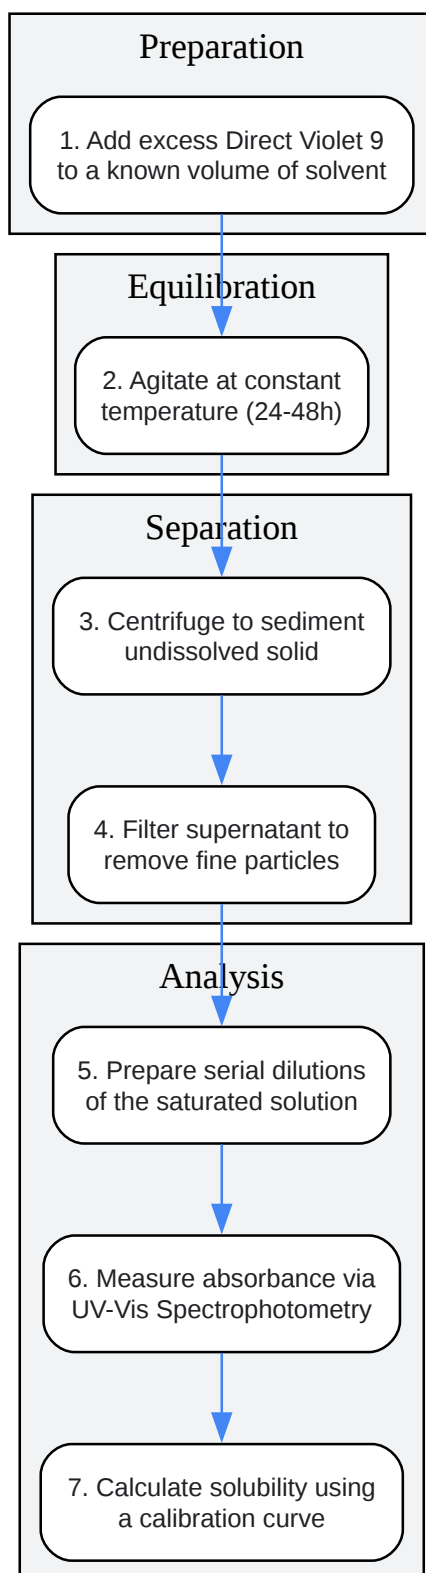 Preparation
1. Add excess Direct Violet 9
to a known volume of solvent
Equilibration
2. Agitate at constant
temperature (24-48h)
Separation
3. Centrifuge to sediment
undissolved solid
4. Filter supernatant to
remove fine particles
Analysis
5. Prepare serial dilutions
of the saturated solution
6. Measure absorbance via
UV-Vis Spectrophotometry
7. Calculate solubility using
a calibration curve